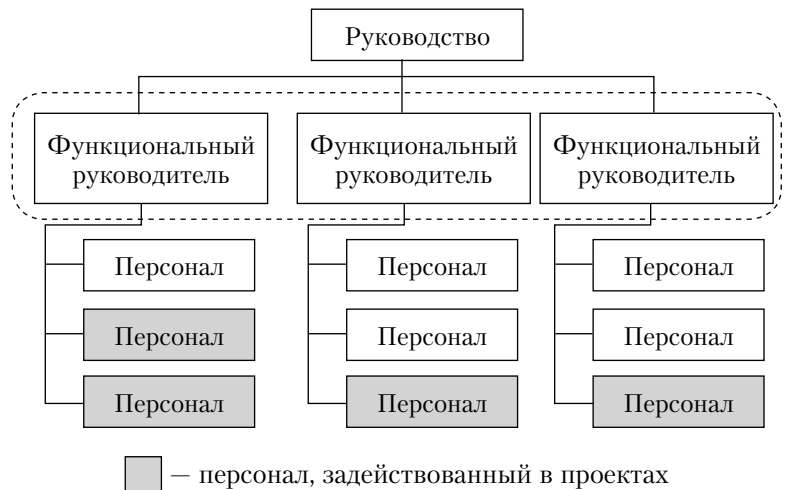 Руководство
Функциональный
руководитель
Функциональный
руководитель
Функциональный
руководитель
Персонал
Персонал
Персонал
Персонал
Персонал
Персонал
Персонал
Персонал
Персонал
— персонал, задействованный в проектах